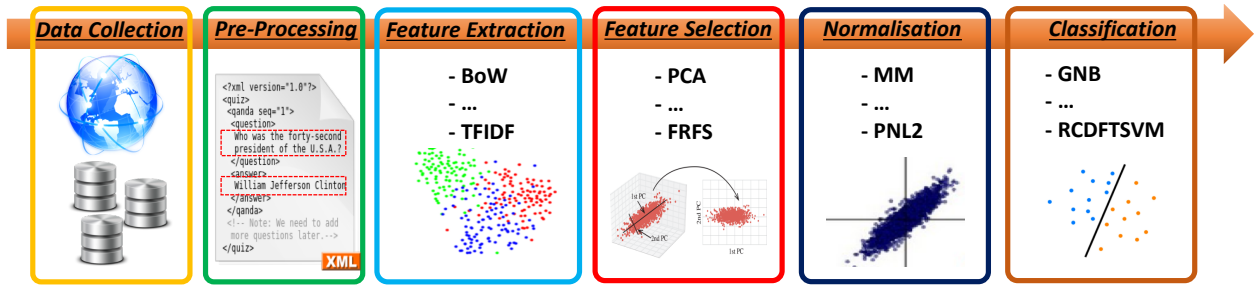 Data Collection
Pre-Processing
Feature Extraction
Feature Selection
Normalisation
Classification
<?xml version="1.0"?>
<quiz>
<qanda seq="1">
<question>
Who was the forty-second
president of the U.S.A.?
</question>
<answer>
William Jefferson Clinton
</answer>
</qanda>
<!-- Note: We need to add
more questions later.-->
</quiz>
XML
- BoW
- ...
- TFIDF
- PCA
- ...
- FRFS
1st PC
2nd PC
2nd PC
1st PC
- MM
- ...
- PNL2
- GNB
- ...
- RCDFTSVM